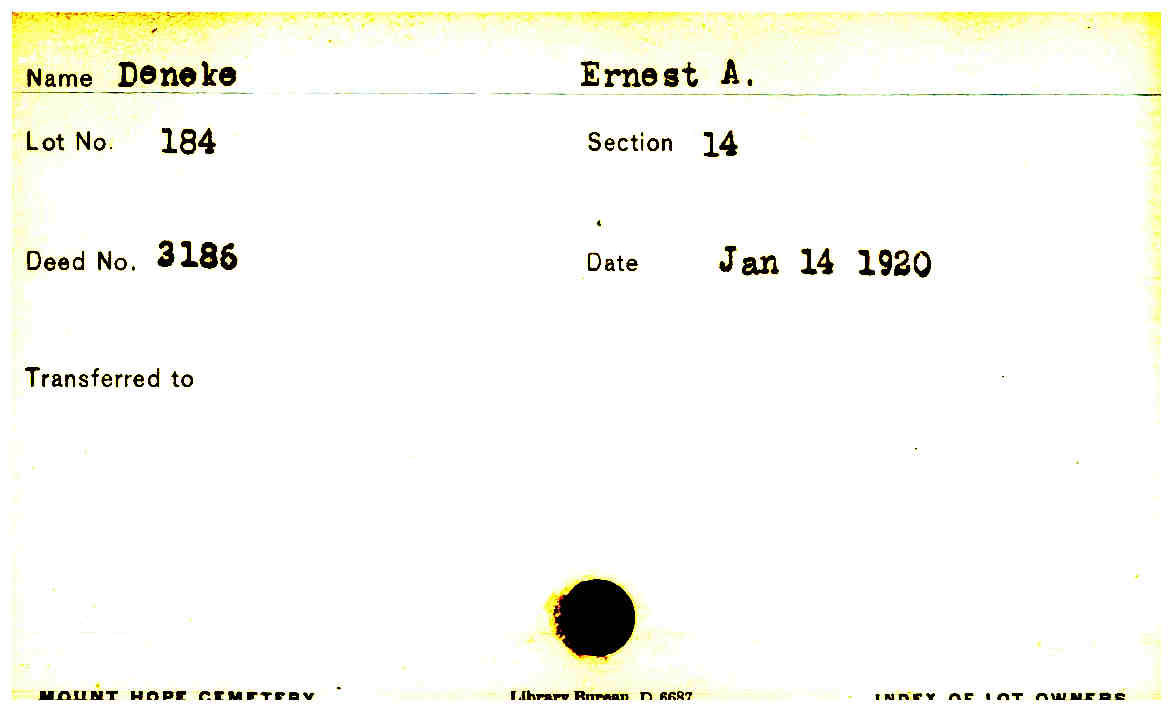 Name Deneke Ernest A.
Lot No. 184 Section 14
Deed No. 3186 Date Jan 14 1920
Transferred to
MOUNT HOPE CEMETERY Library Bureau D 6687 INDEX OF LOT OWNERS